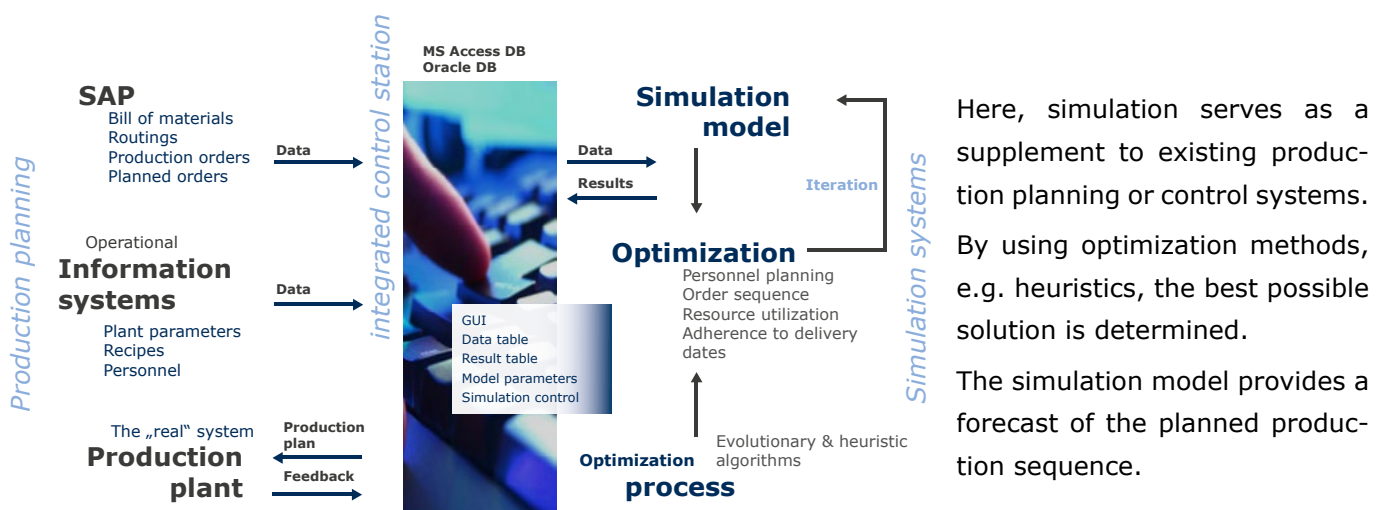 Production planning
SAP
Bill of materials
Routings
Production orders
Planned orders
Data
Operational
Information
systems
Data
Plant parameters
Recipes
Personnel
The „real“ system
Production
plant
Production
plan
Feedback
integrated control station
MS Access DB
Oracle DB
GUI
Data table
Result table
Model parameters
Simulation control
Data
Results
Simulation
model
Iteration
Optimization
Personnel planning
Order sequence
Resource utilization
Adherence to delivery
dates
Evolutionary & heuristic
algorithms
Optimization
process
Simulation systems
Here, simulation serves as a
supplement to existing produc-
tion planning or control systems.
By using optimization methods,
e.g. heuristics, the best possible
solution is determined.
The simulation model provides a
forecast of the planned produc-
tion sequence.